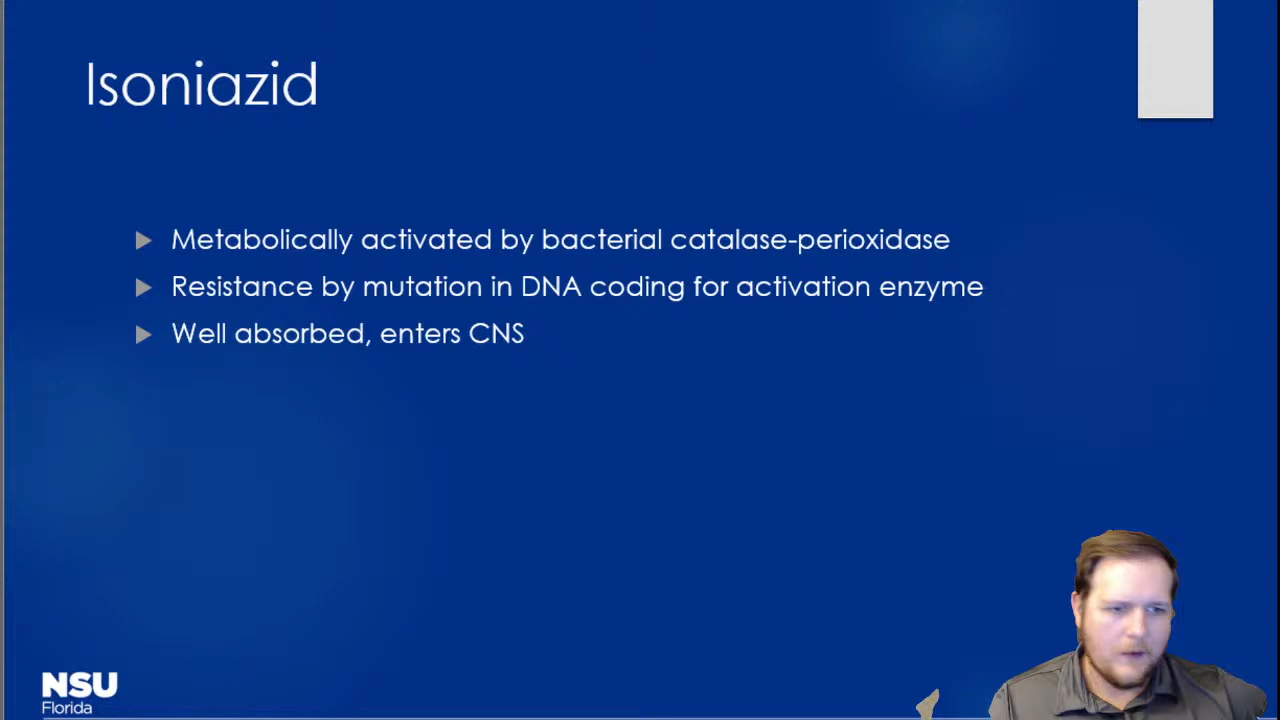 Isoniazid
Metabolically activated by bacterial catalase-perioxidase
Resistance by mutation in DNA coding for activation enzyme
Well absorbed, enters CNS
NSU
Florida